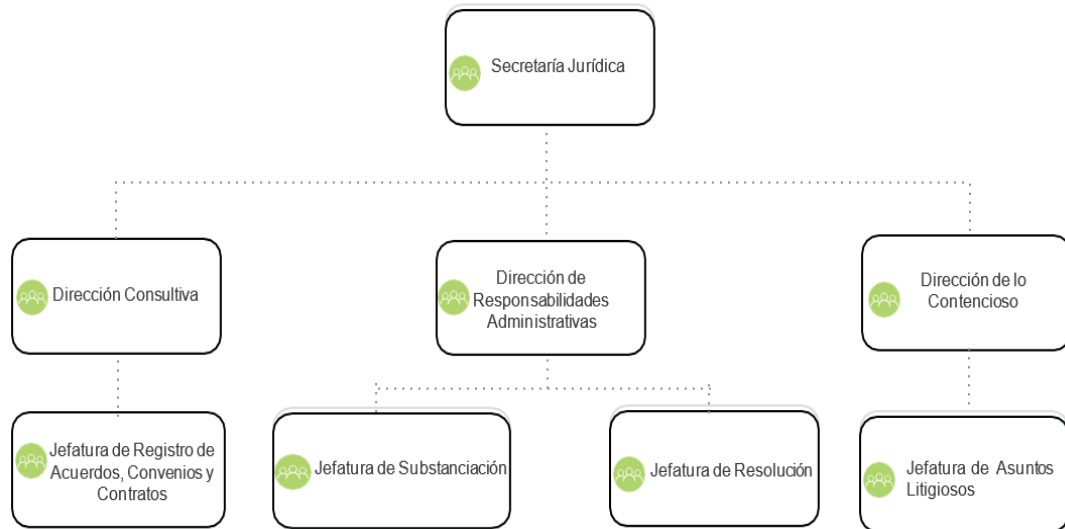 Secretaría Jurídica
Dirección Consultiva
Dirección de
Responsabilidades
Administrativas
Dirección de lo
Contencioso
Jefatura de Registro de
Acuerdos, Convenios y
Contratos
Jefatura de Substanciación
Jefatura de Resolución
Jefatura de Asuntos
Litigiosos